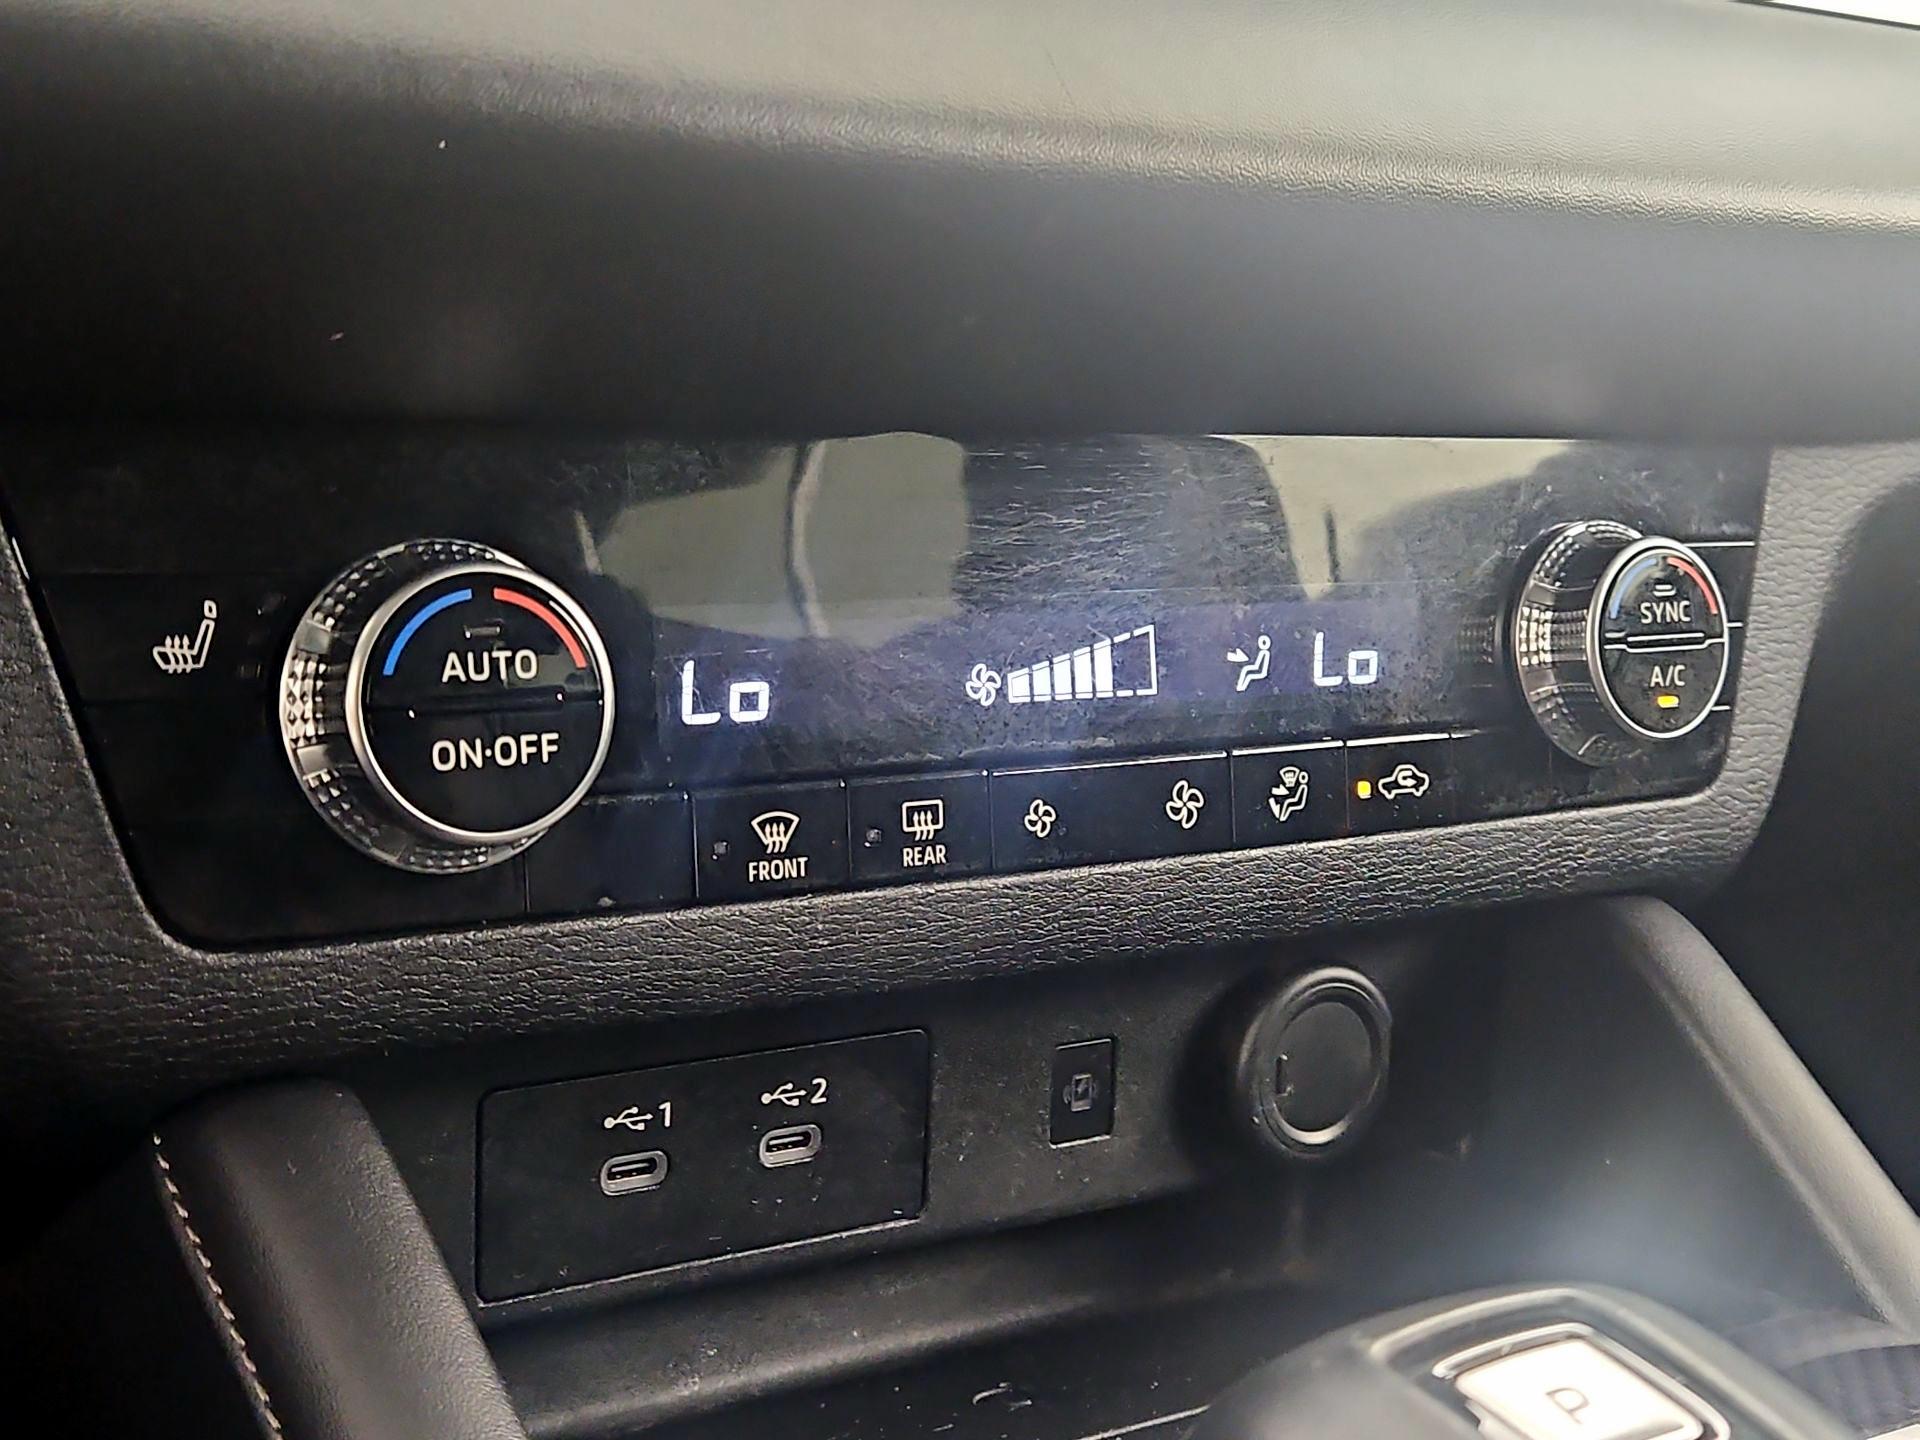 AUTO
ON·OFF
Lo
Lo
SYNC
A/C
FRONT
REAR
1
2
P